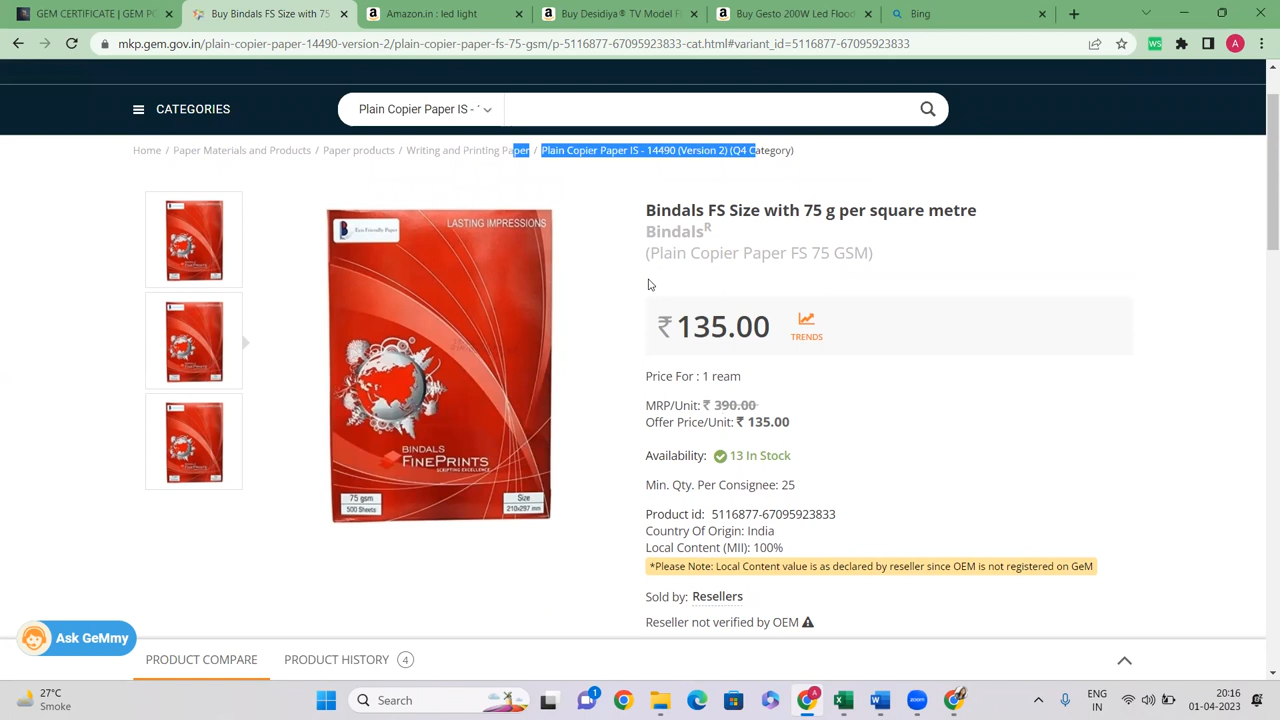 GEM CERTIFICATE | GEM PO
Buy Bindals FS Size with 75
Amazon.in : led light
Buy Desidiya® TV Model F
Buy Gesto 200W Led Flood
Bing
mkp.gem.gov.in/plain-copier-paper-14490-version-2/plain-copier-paper-fs-75-gsm/p-5116877-67095923833-cat.html#variant_id=5116877-67095923833
WS
A
CATEGORIES
Plain Copier Paper IS -
Home / Paper Materials and Products / Paper products / Writing and Printing Paper / Plain Copier Paper IS - 14490 (Version 2) (Q4 Category)
Eco-Friendly Paper
LASTING IMPRESSIONS
BINDALS
FINEPRINTS
SCRIPTING EXCELLENCE
75 gsm
500 Sheets
Size
210x297 mm
Bindals FS Size with 75 g per square metre
Bindals R
(Plain Copier Paper FS 75 GSM)
₹ 135.00
TRENDS
Price For : 1 ream
MRP/Unit: ₹ 390.00
Offer Price/Unit: ₹ 135.00
Availability: 13 In Stock
Min. Qty. Per Consignee: 25
Product id: 5116877-67095923833
Country Of Origin: India
Local Content (MII): 100%
*Please Note: Local Content value is as declared by reseller since OEM is not registered on GeM
Sold by: Resellers
Reseller not verified by OEM
Ask GeMmy
PRODUCT COMPARE
PRODUCT HISTORY 4
27°C
Smoke
Search
1
ENG
IN
20:16
01-04-2023